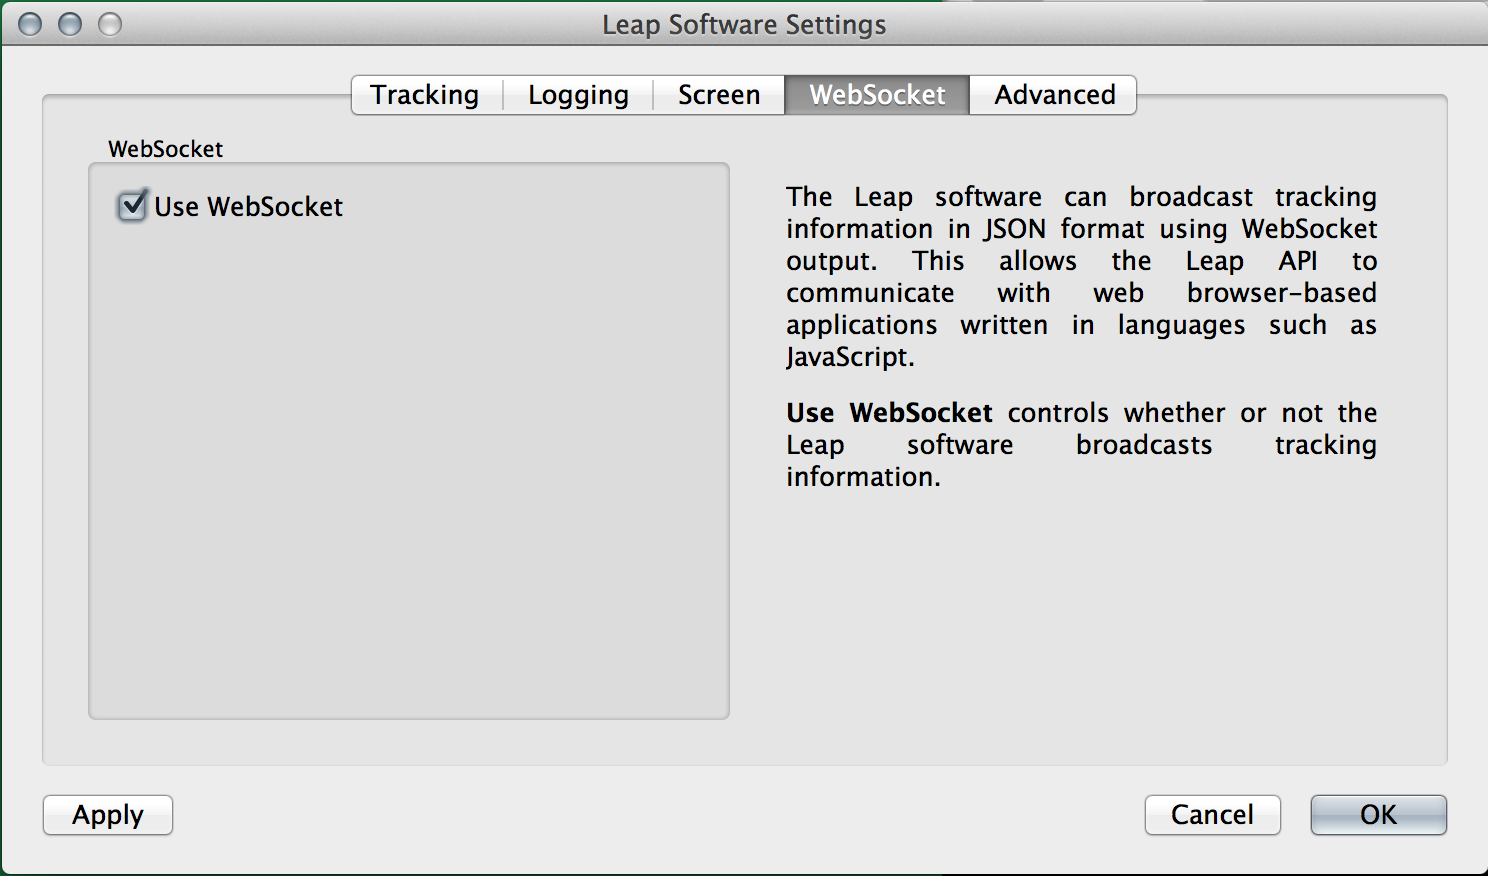 Leap Software Settings
Tracking Logging Screen WebSocket Advanced
WebSocket
Use WebSocket
The Leap software can broadcast tracking
information in JSON format using WebSocket
output. This allows the Leap API to
communicate with web browser-based
applications written in languages such as
JavaScript.
Use WebSocket controls whether or not the
Leap software broadcasts tracking
information.
Apply Cancel OK